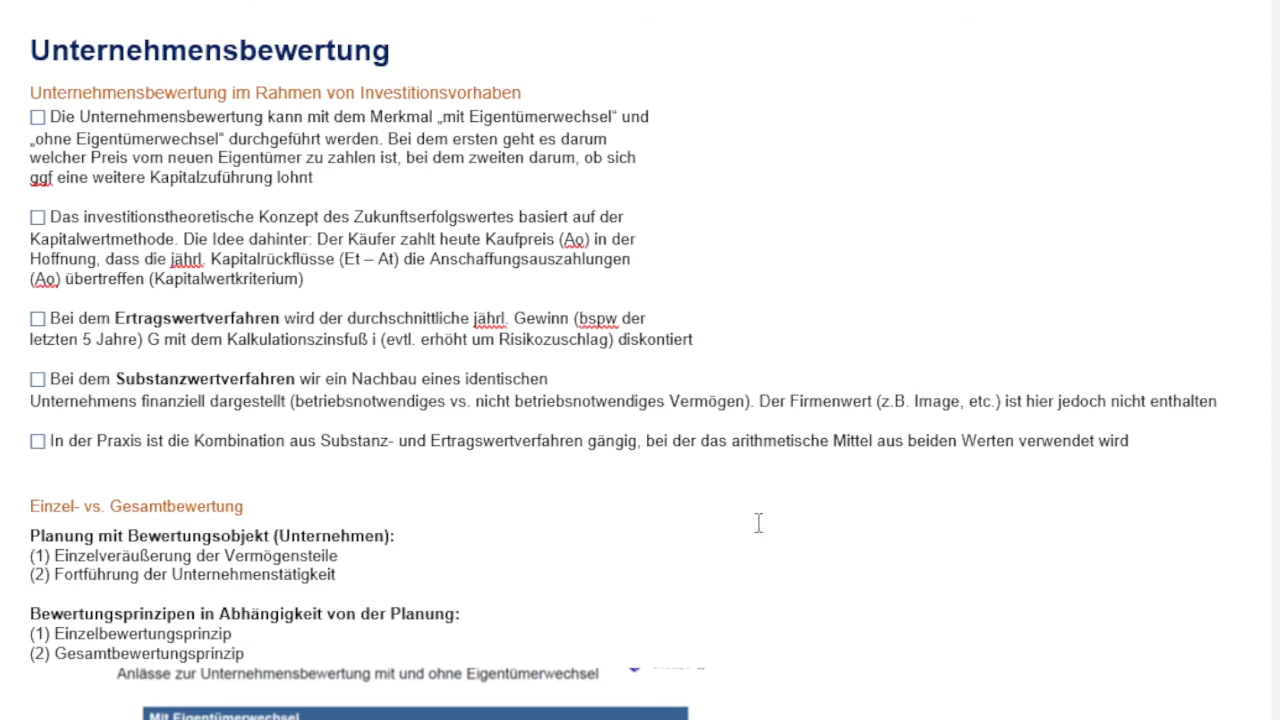 Unternehmensbewertung
Unternehmensbewertung im Rahmen von Investitionsvorhaben
☐ Die Unternehmensbewertung kann mit dem Merkmal „mit Eigentümerwechsel“ und
„ohne Eigentümerwechsel“ durchgeführt werden. Bei dem ersten geht es darum
welcher Preis vom neuen Eigentümer zu zahlen ist, bei dem zweiten darum, ob sich
ggf eine weitere Kapitalzuführung lohnt
☐ Das investitionstheoretische Konzept des Zukunftserfolgswertes basiert auf der
Kapitalwertmethode. Die Idee dahinter: Der Käufer zahlt heute Kaufpreis (Ao) in der
Hoffnung, dass die jährl. Kapitalrückflüsse (Et – At) die Anschaffungsauszahlungen
(Ao) übertreffen (Kapitalwertkriterium)
☐ Bei dem Ertragswertverfahren wird der durchschnittliche jährl. Gewinn (bspw der
letzten 5 Jahre) G mit dem Kalkulationszinsfuß i (evtl. erhöht um Risikozuschlag) diskontiert
☐ Bei dem Substanzwertverfahren wir ein Nachbau eines identischen
Unternehmens finanziell dargestellt (betriebsnotwendiges vs. nicht betriebsnotwendiges Vermögen). Der Firmenwert (z.B. Image, etc.) ist hier jedoch nicht enthalten
☐ In der Praxis ist die Kombination aus Substanz- und Ertragswertverfahren gängig, bei der das arithmetische Mittel aus beiden Werten verwendet wird
Einzel- vs. Gesamtbewertung
Planung mit Bewertungsobjekt (Unternehmen):
(1) Einzelveräußerung der Vermögensteile
(2) Fortführung der Unternehmenstätigkeit
Bewertungsprinzipen in Abhängigkeit von der Planung:
(1) Einzelbewertungsprinzip
(2) Gesamtbewertungsprinzip
Anlässe zur Unternehmensbewertung mit und ohne Eigentümerwechsel
Mit Eigentümerwechsel